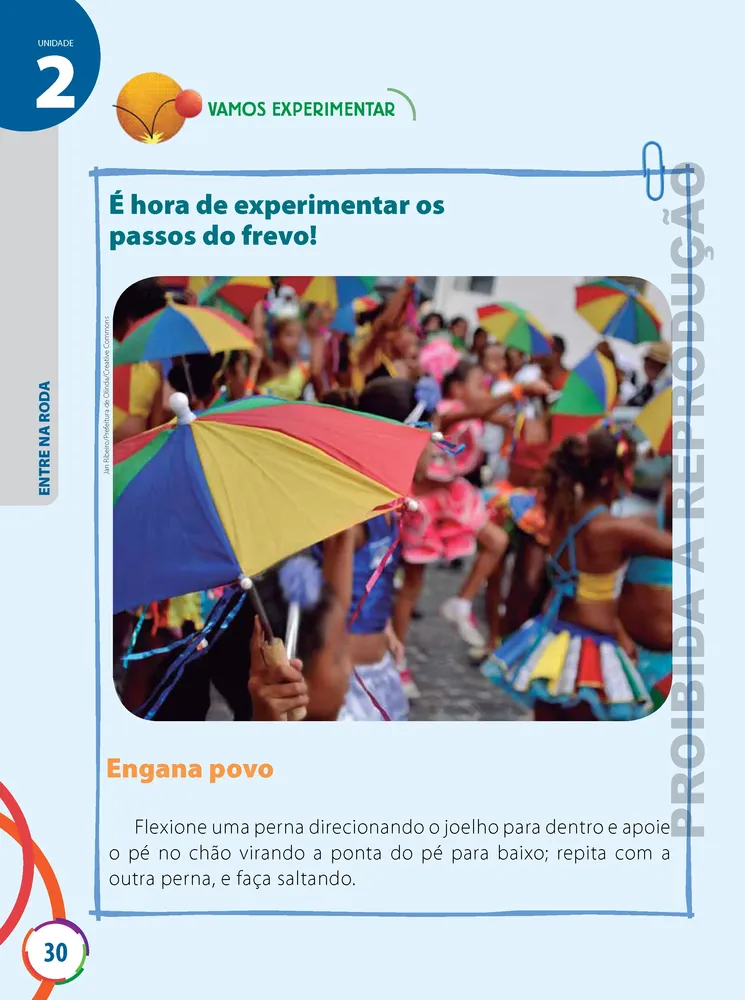 UNIDADE
2
VAMOS EXPERIMENTAR
É hora de experimentar os
passos do frevo!
Jan Ribeiro/Prefeitura de Olinda/Creative Commons
ENTRE NA RODA
PROIBIDA A REPRODUÇÃO
Engana povo
Flexione uma perna direcionando o joelho para dentro e apoie
o pé no chão virando a ponta do pé para baixo; repita com a
outra perna, e faça saltando.
30